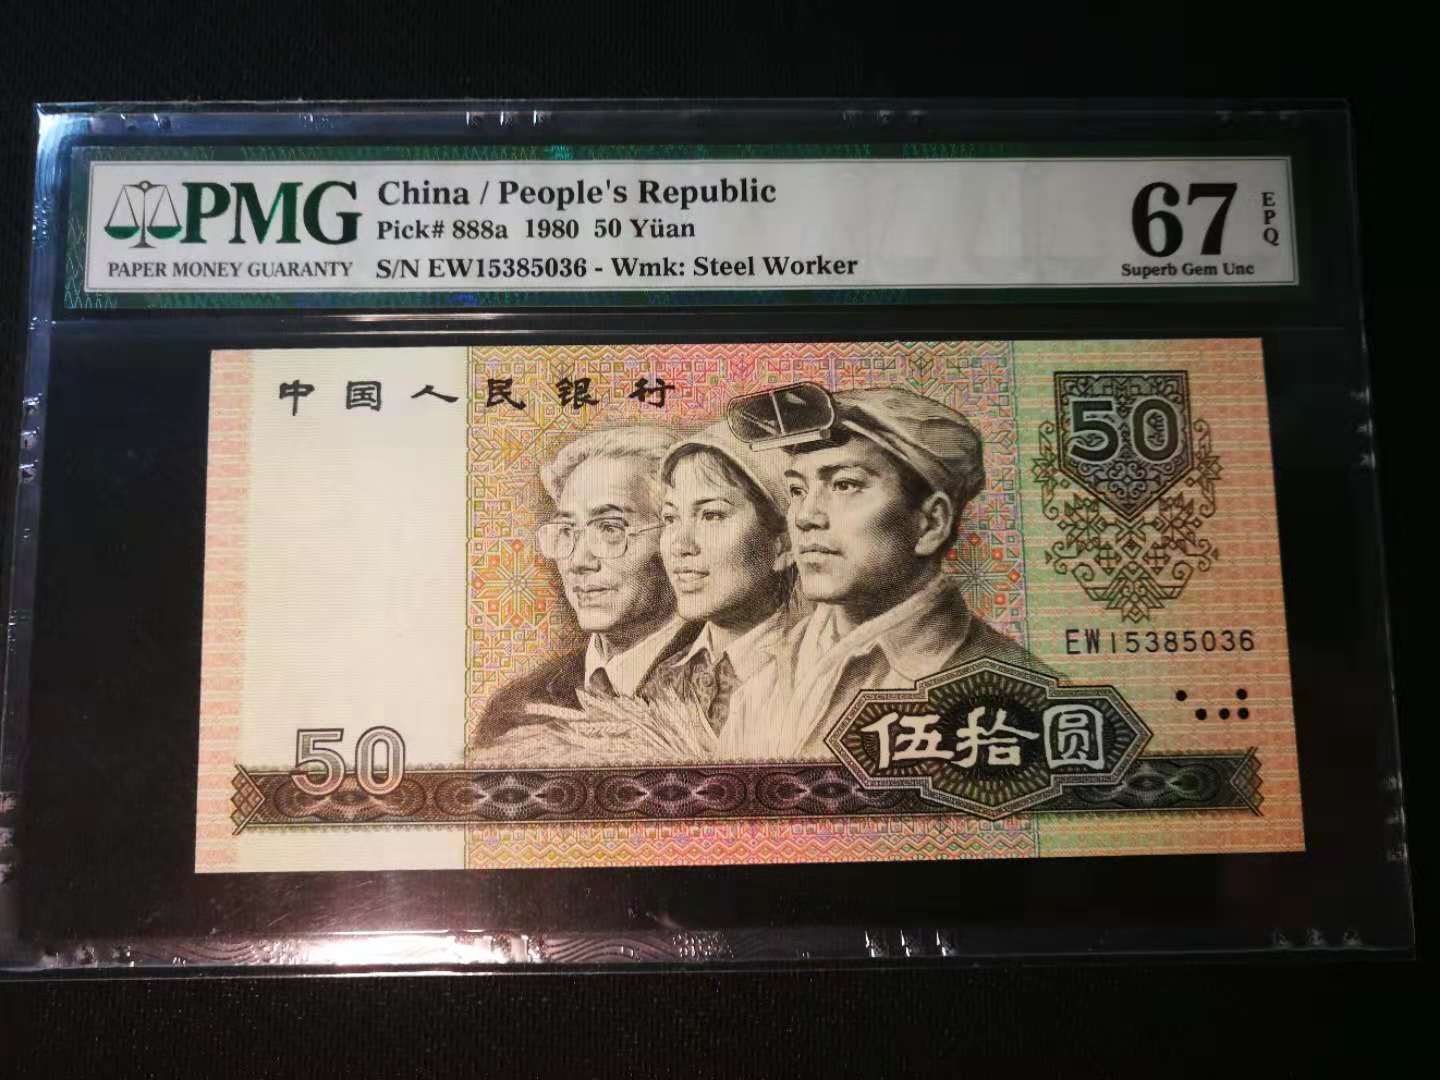 PMG
PAPER MONEY GUARANTY
China / People's Republic
Pick# 888a 1980 50 Yüan
S/N EW15385036 - Wmk: Steel Worker
67
EPQ
Superb Gem Unc
中国人民银行
50
EW15385036
伍拾圆
50